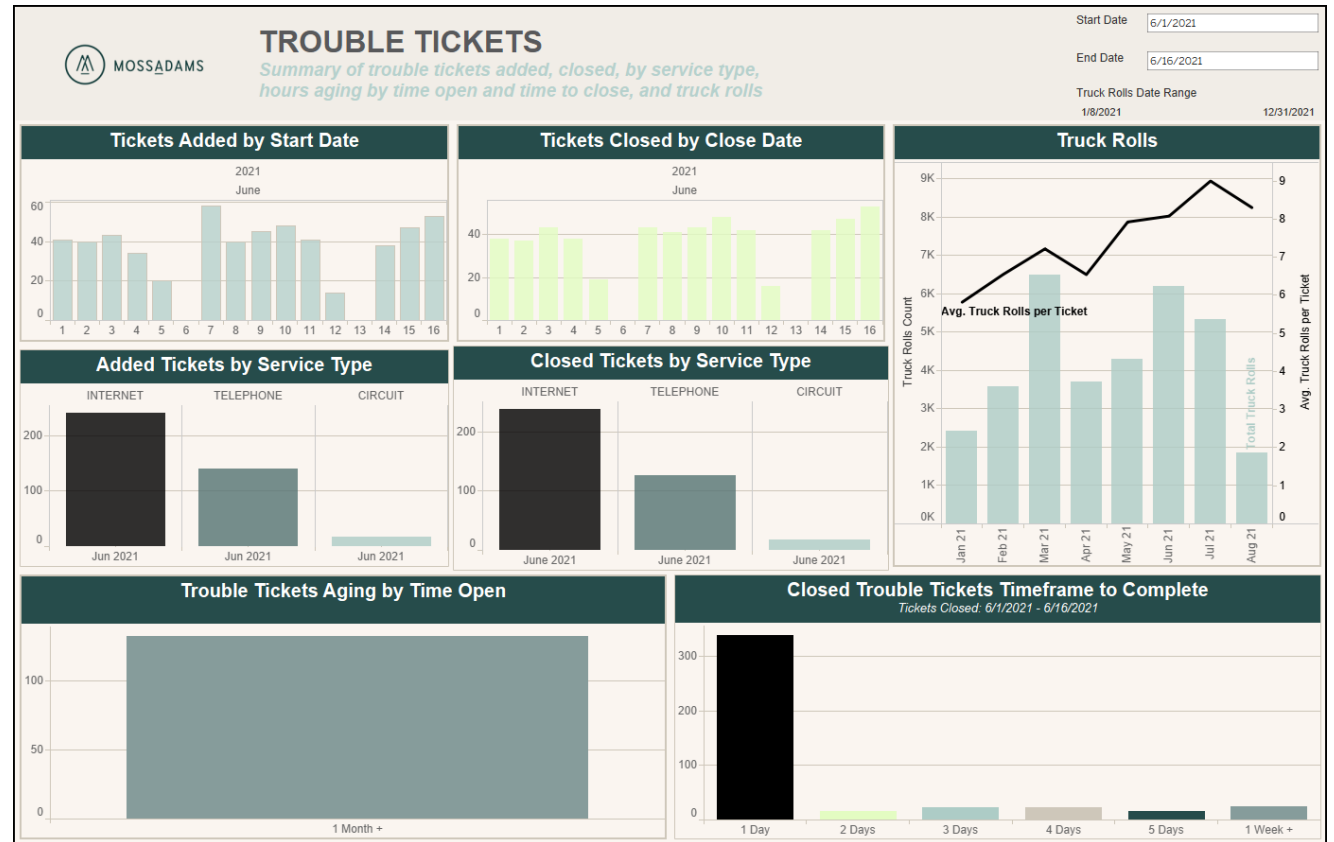 MOSSADAMS
TROUBLE TICKETS
Summary of trouble tickets added, closed, by service type,
hours aging by time open and time to close, and truck rolls
Start Date
6/1/2021
End Date
6/16/2021
Truck Rolls Date Range
1/8/2021 12/31/2021
Tickets Added by Start Date
2021
June
60
40
20
0
1 2 3 4 5 6 7 8 9 10 11 12 13 14 15 16
Tickets Closed by Close Date
2021
June
40
20
0
1 2 3 4 5 6 7 8 9 10 11 12 13 14 15 16
Truck Rolls
Truck Rolls Count
9K
8K
7K
6K
5K
4K
3K
2K
1K
0K
Avg. Truck Rolls per Ticket
Total Truck Rolls
9
8
7
6
5
4
3
2
1
0
Avg. Truck Rolls per Ticket
Jan 21 Feb 21 Mar 21 Apr 21 May 21 Jun 21 Jul 21 Aug 21
Added Tickets by Service Type
INTERNET TELEPHONE CIRCUIT
200
100
0
Jun 2021 Jun 2021 Jun 2021
Closed Tickets by Service Type
INTERNET TELEPHONE CIRCUIT
200
100
0
June 2021 June 2021 June 2021
Trouble Tickets Aging by Time Open
100
50
0
1 Month +
Closed Trouble Tickets Timeframe to Complete
Tickets Closed: 6/1/2021 - 6/16/2021
300
200
100
0
1 Day 2 Days 3 Days 4 Days 5 Days 1 Week +